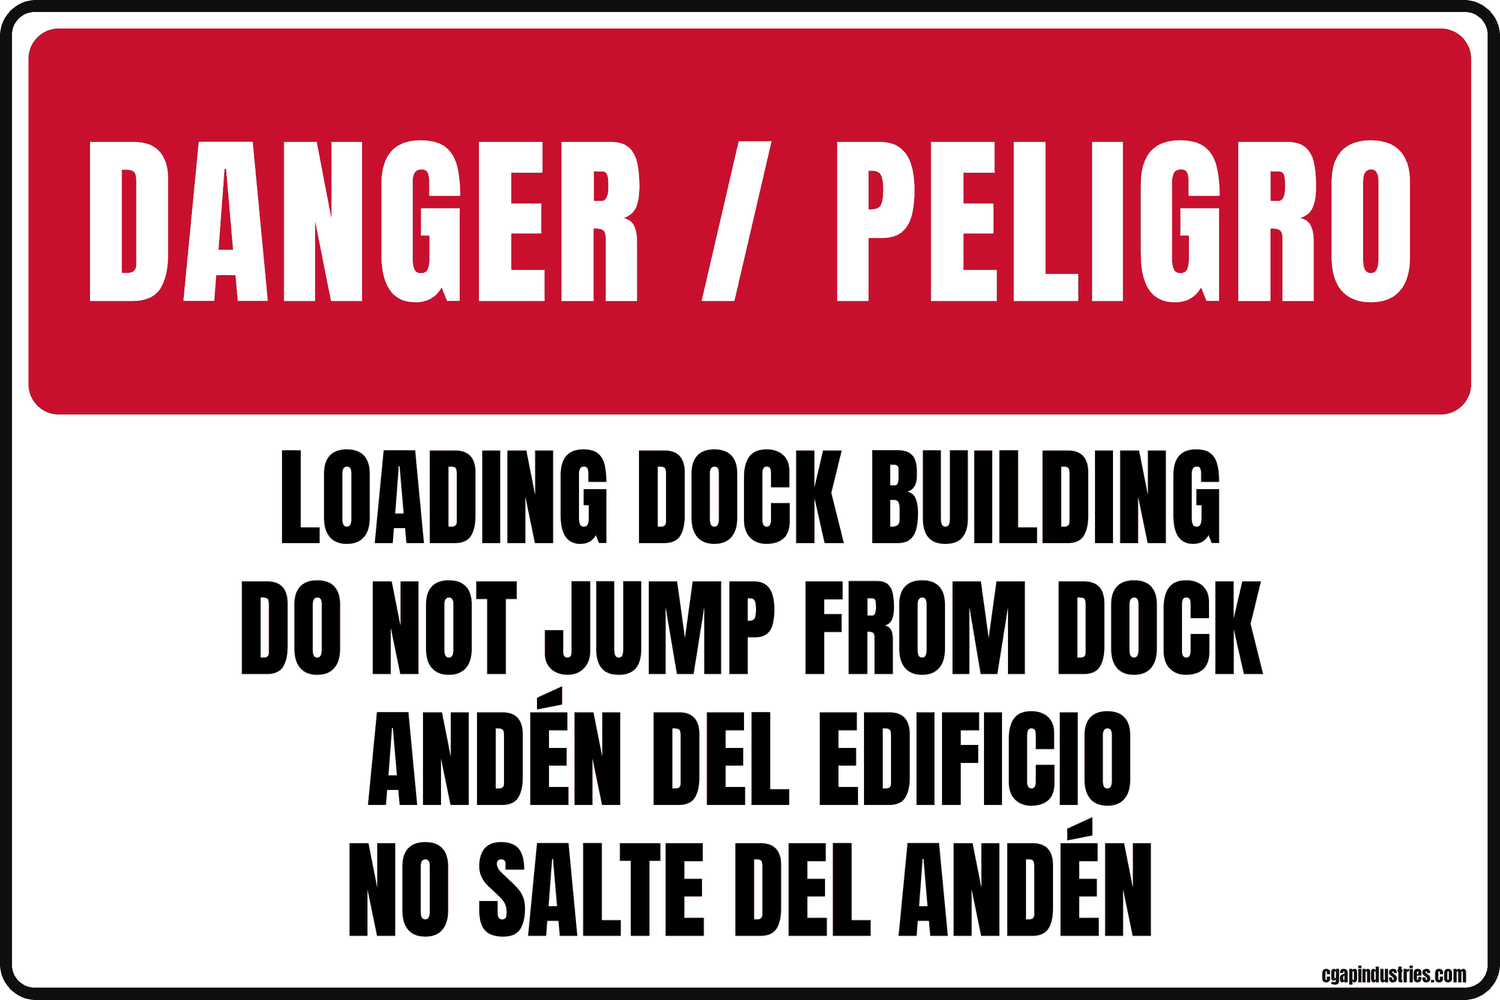 DANGER / PELIGRO
LOADING DOCK BUILDING
DO NOT JUMP FROM DOCK
ANDÉN DEL EDIFICIO
NO SALTE DEL ANDÉN
cgapindustries.com